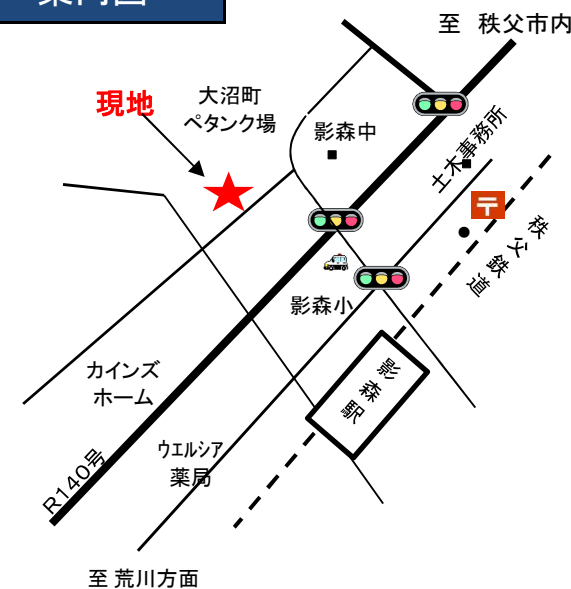 案内図
至 秩父市内
現地
大沼町
ペタンク場
影森中
土木事務所
〒
秩父鉄道
影森小
カインズ
ホーム
影森駅
ウエルシア
薬局
R140号
至 荒川方面